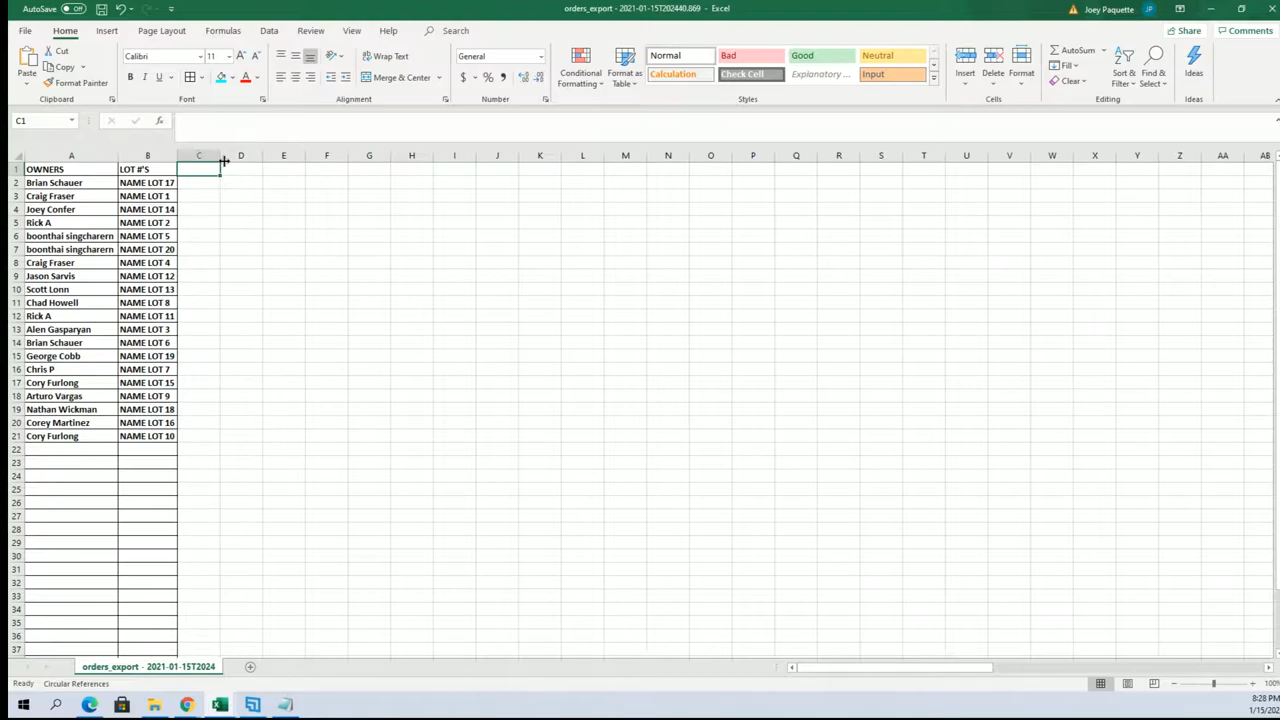 AutoSave Off orders_export - 2021-01-15T202440.869 - Excel Joey Paquette JP
File Home Insert Page Layout Formulas Data Review View Help Search Share Comments
Cut Calibri 11 Wrap Text General Normal Bad Good Neutral AutoSum
Copy Paste Format Painter Merge & Center Conditional Formatting Format as Table Calculation Check Cell Explanatory ... Input Insert Delete Format Fill Clear Sort & Filter Find & Select Ideas
Clipboard Font Alignment Number Styles Cells Editing Ideas
C1 fx
A B C D E F G H I J K L M N O P Q R S T U V W X Y Z AA AB
1 OWNERS LOT #'S
2 Brian Schauer NAME LOT 17
3 Craig Fraser NAME LOT 1
4 Joey Confer NAME LOT 14
5 Rick A NAME LOT 2
6 boonthai singcharern NAME LOT 5
7 boonthai singcharern NAME LOT 20
8 Craig Fraser NAME LOT 4
9 Jason Sarvis NAME LOT 12
10 Scott Lonn NAME LOT 13
11 Chad Howell NAME LOT 8
12 Rick A NAME LOT 11
13 Alen Gasparyan NAME LOT 3
14 Brian Schauer NAME LOT 6
15 George Cobb NAME LOT 19
16 Chris P NAME LOT 7
17 Cory Furlong NAME LOT 15
18 Arturo Vargas NAME LOT 9
19 Nathan Wickman NAME LOT 18
20 Corey Martinez NAME LOT 16
21 Cory Furlong NAME LOT 10
22
23
24
25
26
27
28
29
30
31
32
33
34
35
36
37
orders_export - 2021-01-15T2024
Ready Circular References 100%
8:28 PM
1/15/202